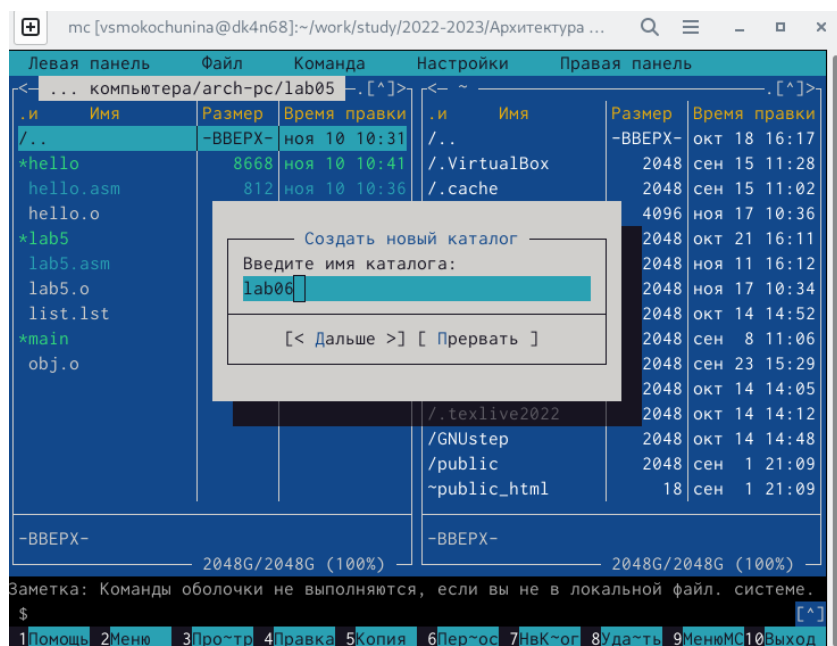 mc [vsmokochunina@dk4n68]:~/work/study/2022-2023/Архитектура ...
Левая панель Файл Команда Настройки Правая панель
<— ... компьютера/arch-pc/lab05 —.[^]> <— ~ .[^]>
.и Имя Размер Время правки .и Имя Размер Время правки
/.. -ВВЕРХ- ноя 10 10:31 /.. -ВВЕРХ- окт 18 16:17
*hello 8668 ноя 10 10:41 /.VirtualBox 2048 сен 15 11:28
hello.asm 812 ноя 10 10:36 /.cache 2048 сен 15 11:02
hello.o 4096 ноя 17 10:36
*lab5 Создать новый каталог 2048 окт 21 16:11
lab5.asm Введите имя каталога: 2048 ноя 11 16:12
lab5.o lab06 2048 ноя 17 10:34
list.lst 2048 окт 14 14:52
*main [< Дальше >] [ Прервать ] 2048 сен 8 11:06
obj.o 2048 сен 23 15:29
2048 окт 14 14:05
/.texlive2022 2048 окт 14 14:12
/GNUstep 2048 окт 14 14:48
/public 2048 сен 1 21:09
~public_html 18 сен 1 21:09
-ВВЕРХ- -ВВЕРХ-
2048G/2048G (100%) 2048G/2048G (100%)
Заметка: Команды оболочки не выполняются, если вы не в локальной файл. системе.
$ [^]
1Помощь 2Меню 3Про~тр 4Правка 5Копия 6Пер~ос 7НвК~ог 8Уда~ть 9МенюMC 10Выход